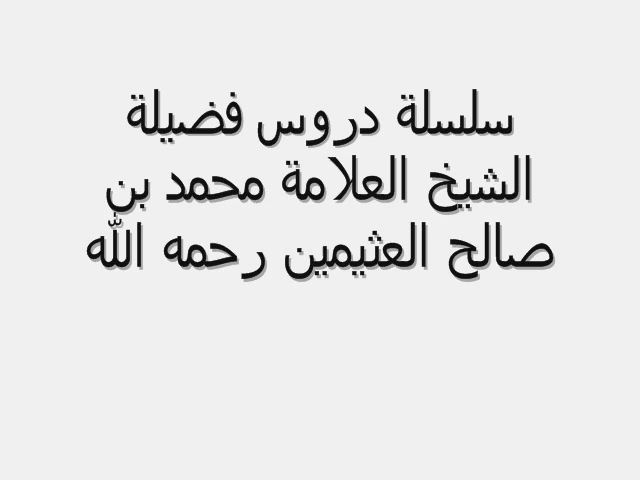 سلسلة دروس فضيلة
الشيخ العلامة محمد بن
صالح العثيمين رحمه الله